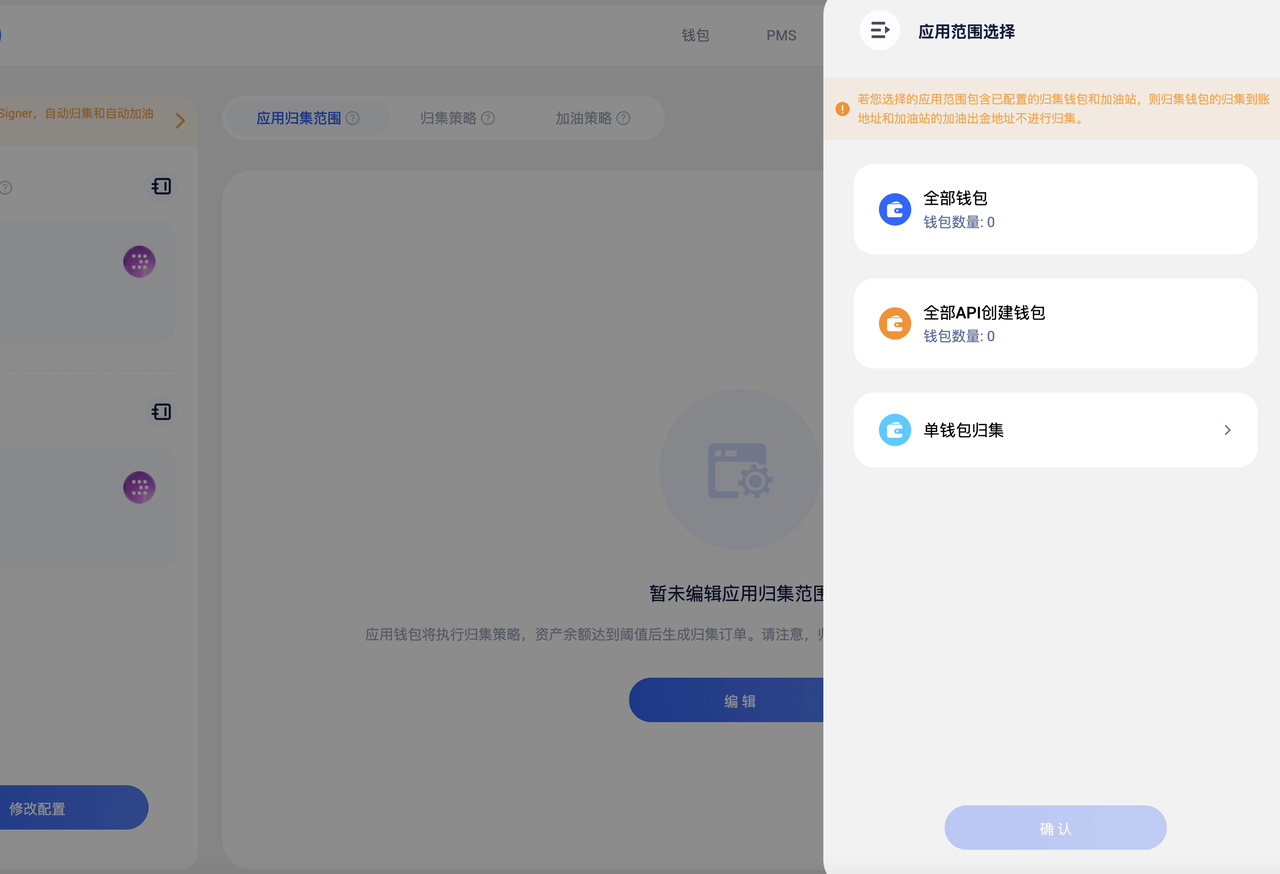 钱包
PMS
Signer，自动归集和自动加油
应用归集范围
归集策略
加油策略
暂未编辑应用归集范围
应用钱包将执行归集策略，资产余额达到阈值后生成归集订单。请注意，
编 辑
修改配置
应用范围选择
若您选择的应用范围包含已配置的归集钱包和加油站，则归集钱包的归集到账
地址和加油站的加油出金地址不进行归集。
全部钱包
钱包数量: 0
全部API创建钱包
钱包数量: 0
单钱包归集
确 认